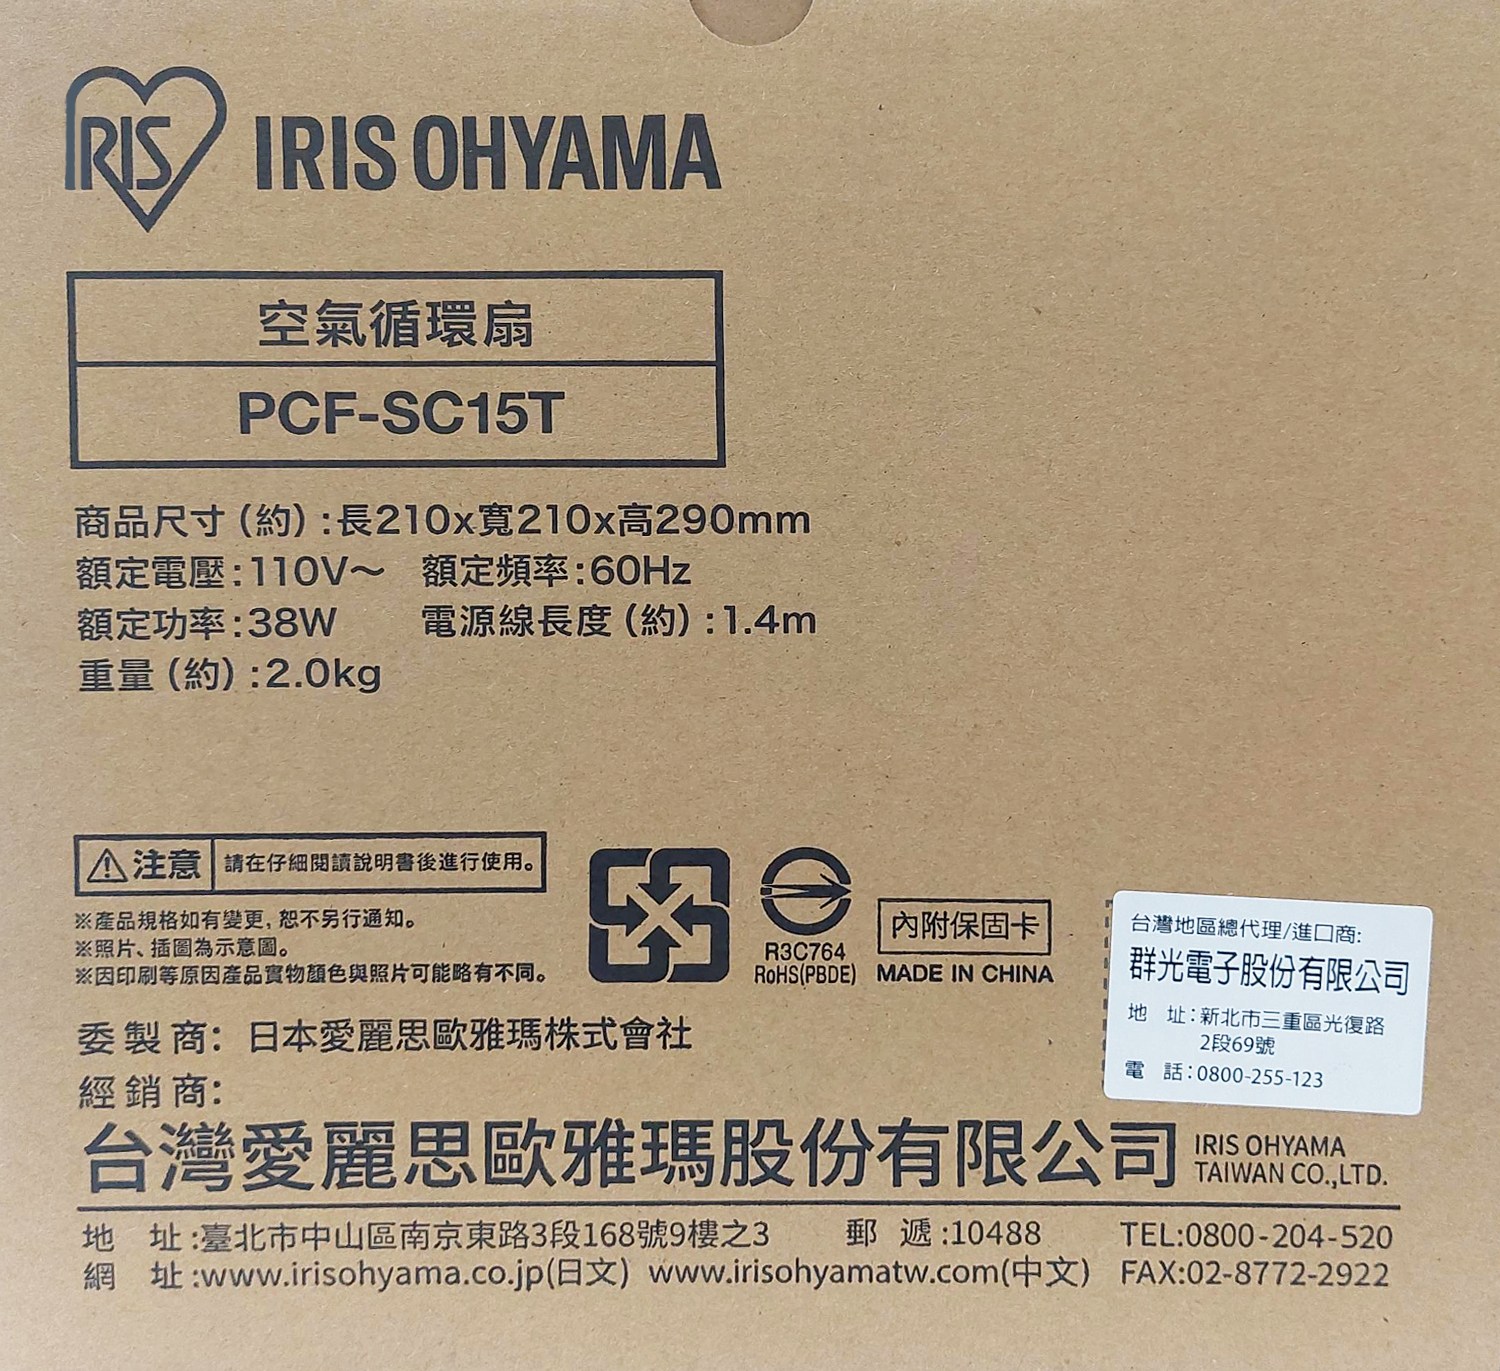 RIS IRIS OHYAMA
空氣循環扇
PCF-SC15T
商品尺寸(約):長210x寬210x高290mm
額定電壓:110V～ 額定頻率:60Hz
額定功率:38W 電源線長度(約):1.4m
重量(約):2.0kg
注意 請在仔細閱讀說明書後進行使用。
※產品規格如有變更,恕不另行通知。
※照片、插圖為示意圖。
※因印刷等原因產品實物顏色與照片可能略有不同。
R3C764
RoHS(PBDE)
內附保固卡
MADE IN CHINA
台灣地區總代理/進口商:
群光電子股份有限公司
地 址:新北市三重區光復路
2段69號
電 話:0800-255-123
委製商: 日本愛麗思歐雅瑪株式會社
經銷商:
台灣愛麗思歐雅瑪股份有限公司 IRIS OHYAMA
TAIWAN CO.,LTD.
地 址:臺北市中山區南京東路3段168號9樓之3 郵 遞:10488 TEL:0800-204-520
網 址:www.irisohyama.co.jp(日文) www.irisohyamatw.com(中文) FAX:02-8772-2922